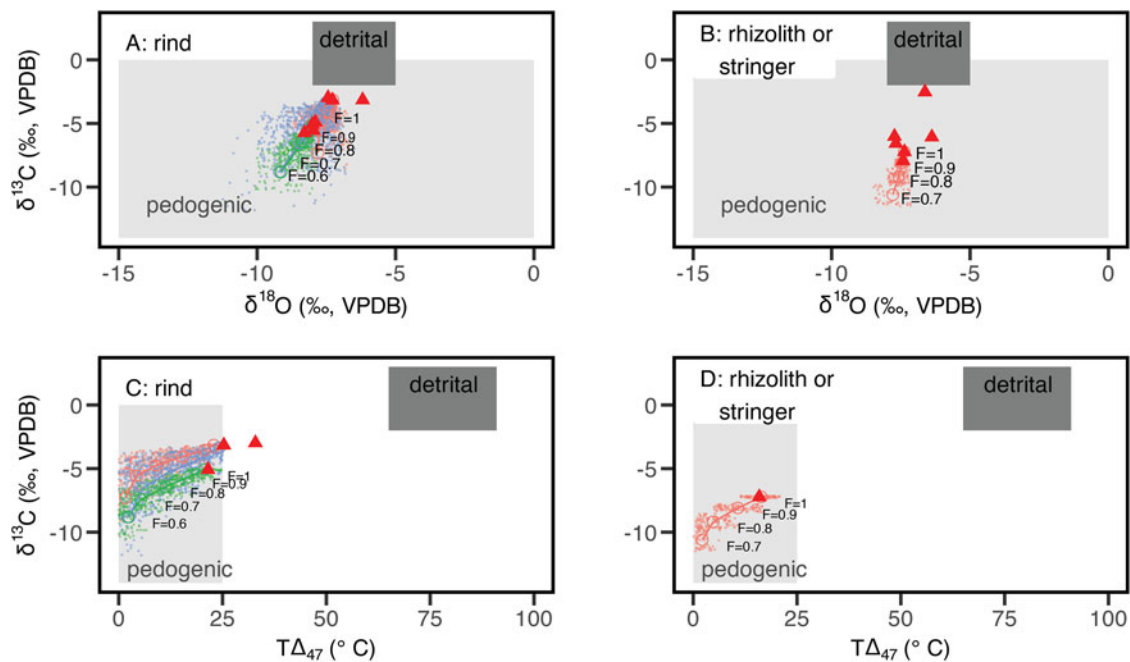 A: rind
detrital
F=1
F=0.9
F=0.8
F=0.7
F=0.6
pedogenic
0
-5
-10
δ¹³C (‰, VPDB)
-15
-10
-5
0
δ¹⁸O (‰, VPDB)
B: rhizolith or
stringer
detrital
F=1
F=0.9
F=0.8
F=0.7
pedogenic
0
-5
-10
-15
-10
-5
0
δ¹⁸O (‰, VPDB)
C: rind
detrital
F=1
F=0.9
F=0.8
F=0.7
F=0.6
pedogenic
0
-5
-10
δ¹³C (‰, VPDB)
0
25
50
75
100
TΔ₄₇ (° C)
D: rhizolith or
stringer
detrital
F=1
F=0.9
F=0.8
F=0.7
pedogenic
0
-5
-10
0
25
50
75
100
TΔ₄₇ (° C)